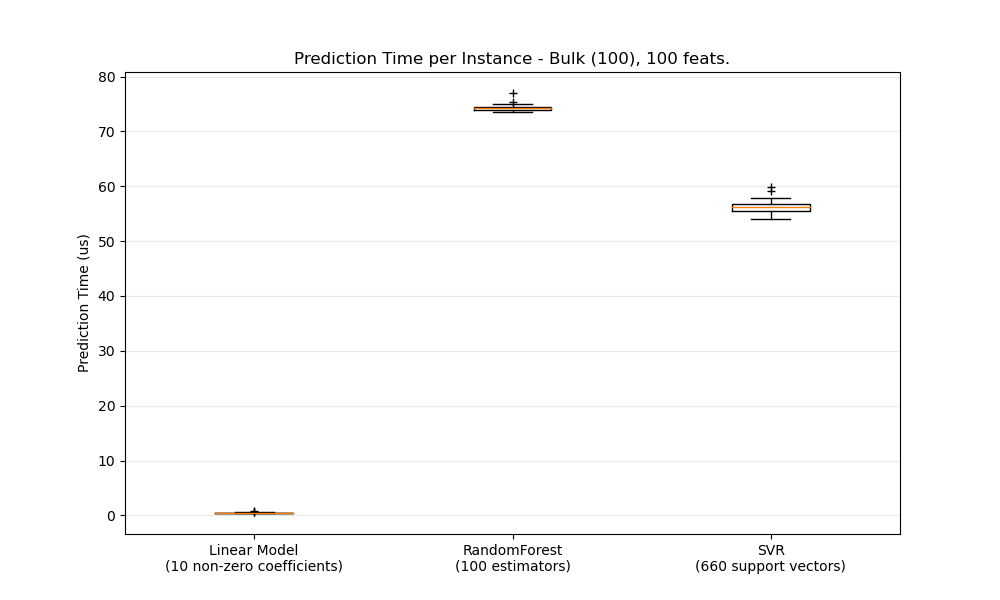 Prediction Time per Instance - Bulk (100), 100 feats.
80
70
60
50
40
30
20
10
0
Prediction Time (us)
Linear Model
(10 non-zero coefficients)
RandomForest
(100 estimators)
SVR
(660 support vectors)